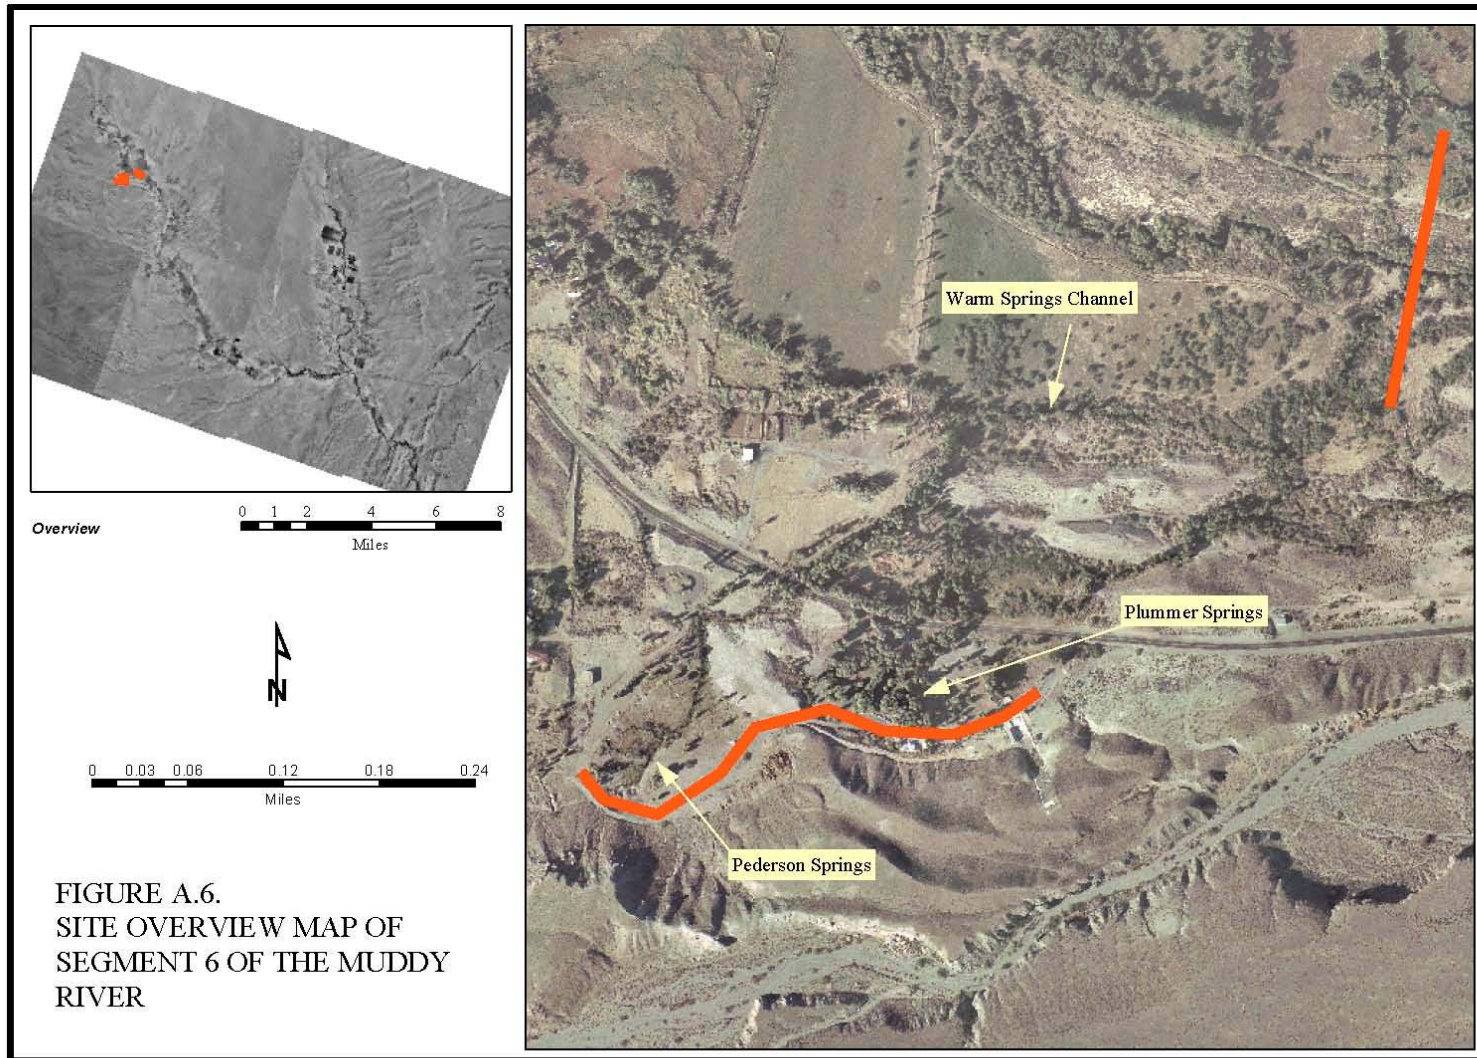 Overview
0 1 2 4 6 8
Miles
N
0 0.03 0.06 0.12 0.18 0.24
Miles
FIGURE A.6.
SITE OVERVIEW MAP OF
SEGMENT 6 OF THE MUDDY
RIVER
Warm Springs Channel
Plummer Springs
Pederson Springs